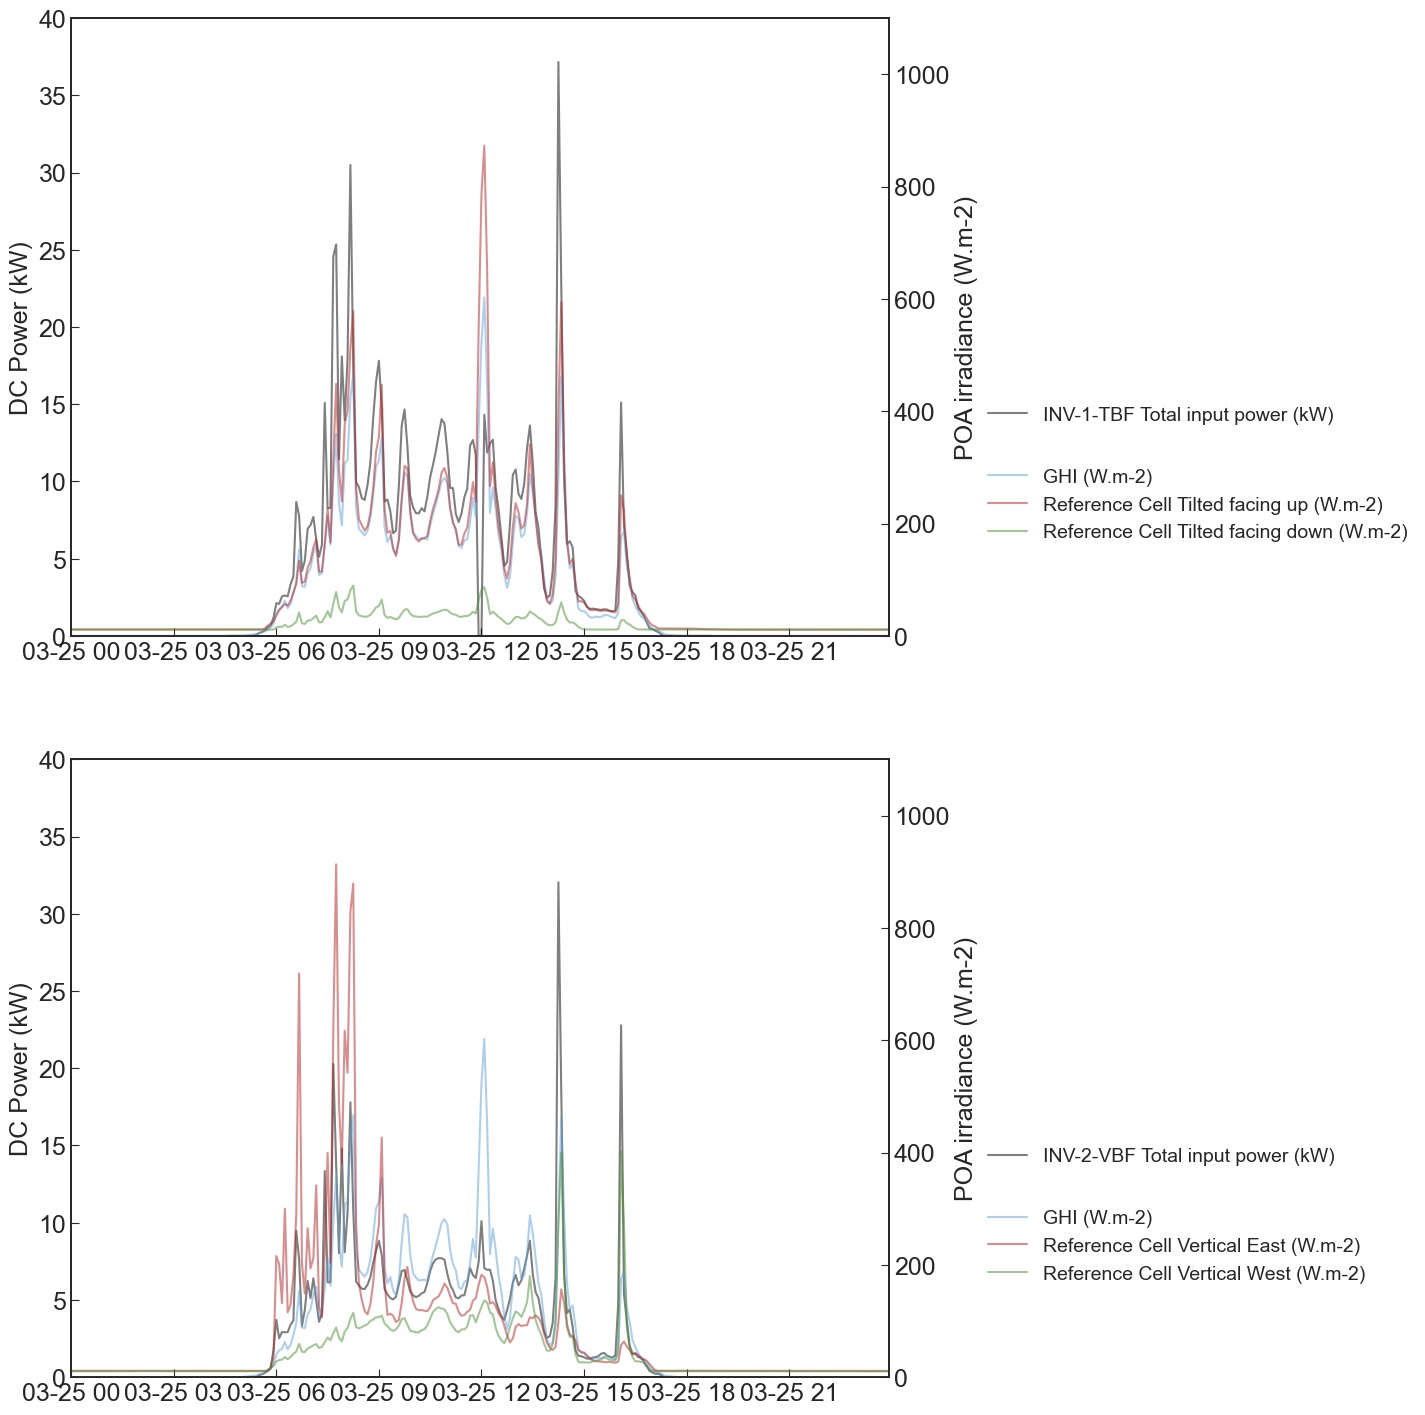 40
35
30
25
20
15
10
5
0
DC Power (kW)
1000
800
600
400
200
0
POA irradiance (W.m-2)
03-25 00 03-25 03 03-25 06 03-25 09 03-25 12 03-25 15 03-25 18 03-25 21
INV-1-TBF Total input power (kW)
GHI (W.m-2)
Reference Cell Tilted facing up (W.m-2)
Reference Cell Tilted facing down (W.m-2)
40
35
30
25
20
15
10
5
0
DC Power (kW)
1000
800
600
400
200
0
POA irradiance (W.m-2)
03-25 00 03-25 03 03-25 06 03-25 09 03-25 12 03-25 15 03-25 18 03-25 21
INV-2-VBF Total input power (kW)
GHI (W.m-2)
Reference Cell Vertical East (W.m-2)
Reference Cell Vertical West (W.m-2)